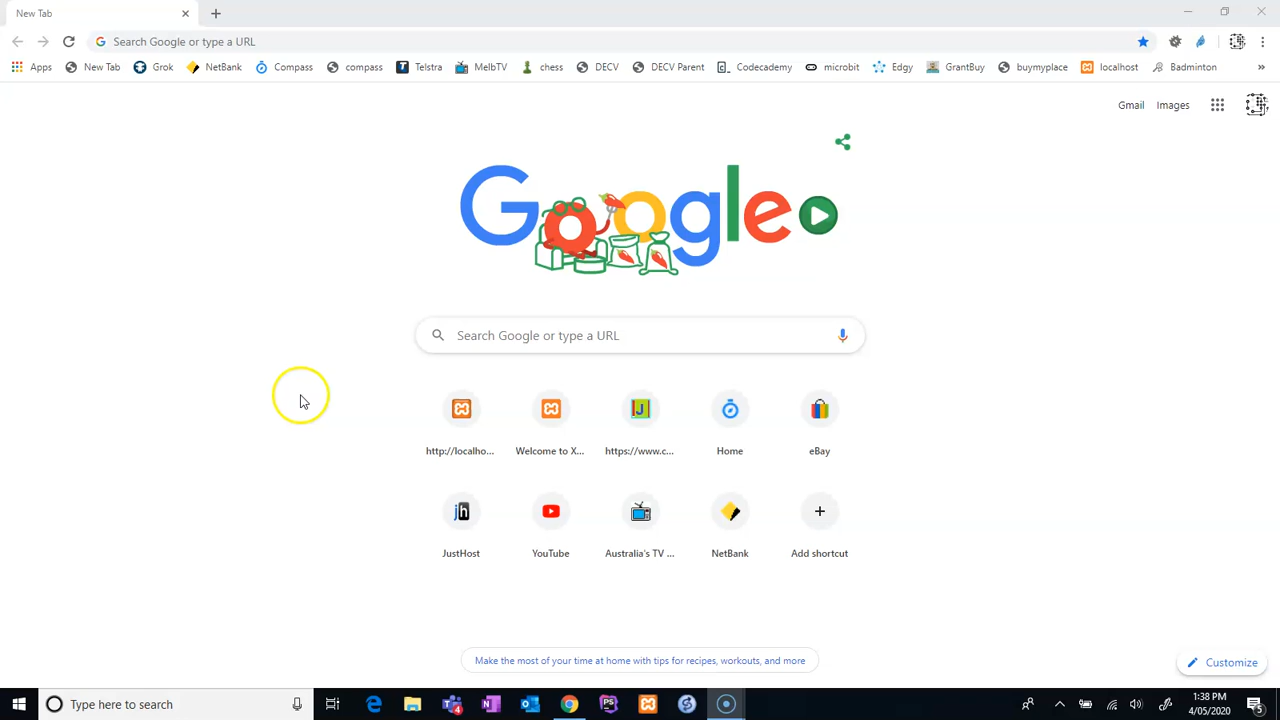 New Tab
Search Google or type a URL
Apps New Tab Grok NetBank Compass compass Telstra MelbTV chess DECV DECV Parent Codecademy microbit Edgy GrantBuy buymyplace localhost Badminton »
Gmail Images
Google
Search Google or type a URL
http://localho... Welcome to X... https://www.c... Home eBay
JustHost YouTube Australia's TV ... NetBank Add shortcut
Make the most of your time at home with tips for recipes, workouts, and more
Customize
Type here to search
1:38 PM
4/05/2020